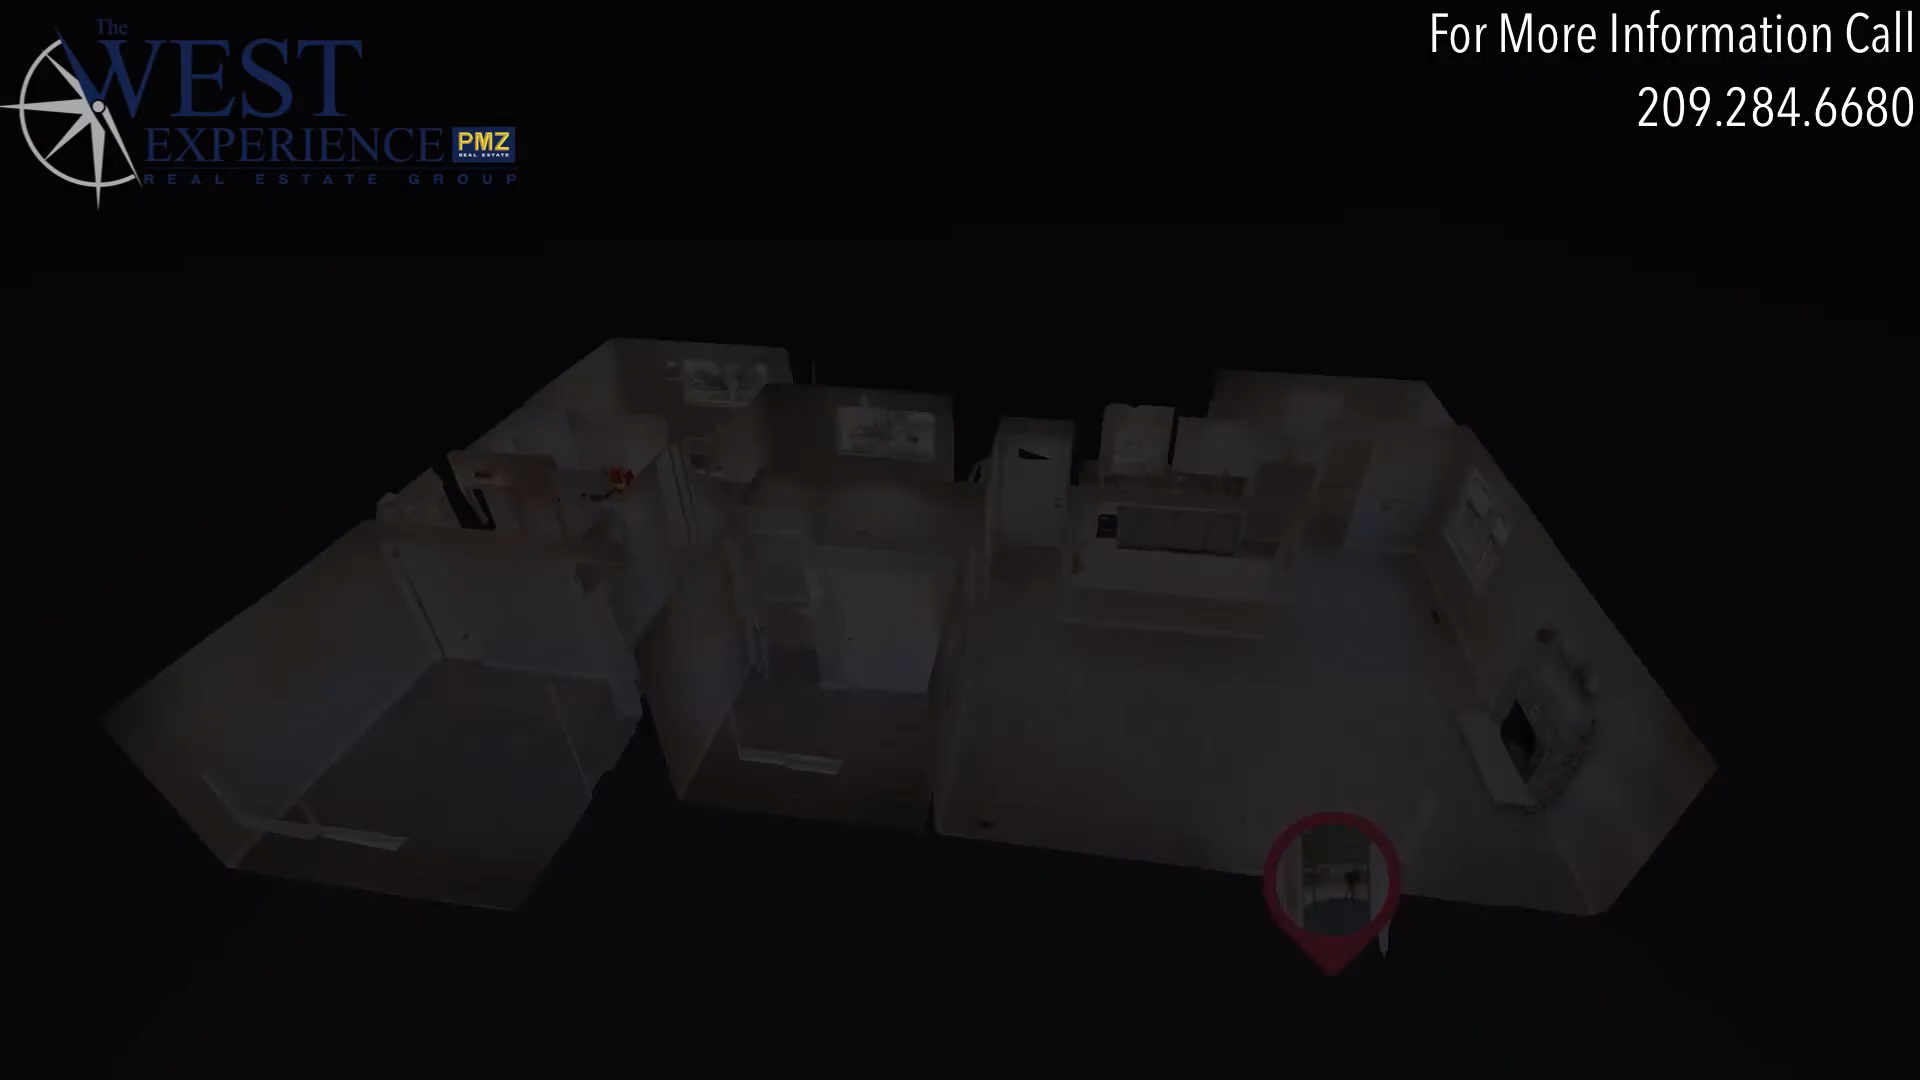 The
WEST
EXPERIENCE
PMZ
REAL ESTATE
REAL ESTATE GROUP
For More Information Call
209.284.6680